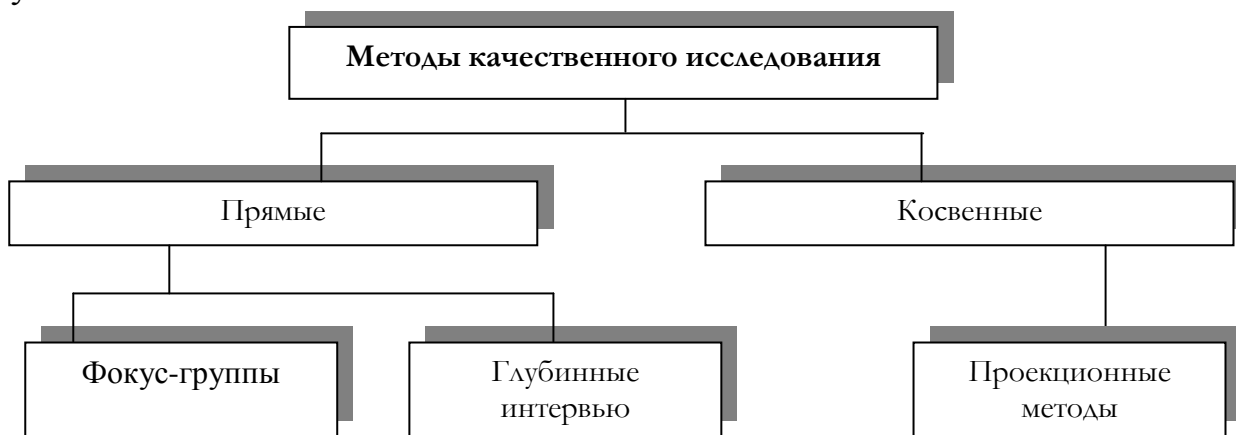 Методы качественного исследования
Прямые
Косвенные
Фокус-группы
Глубинные
интервью
Проекционные
методы